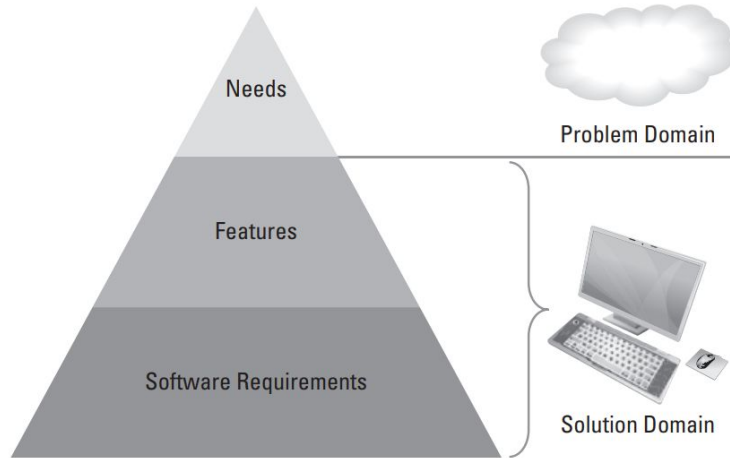 Needs
Problem Domain
Features
Software Requirements
Solution Domain